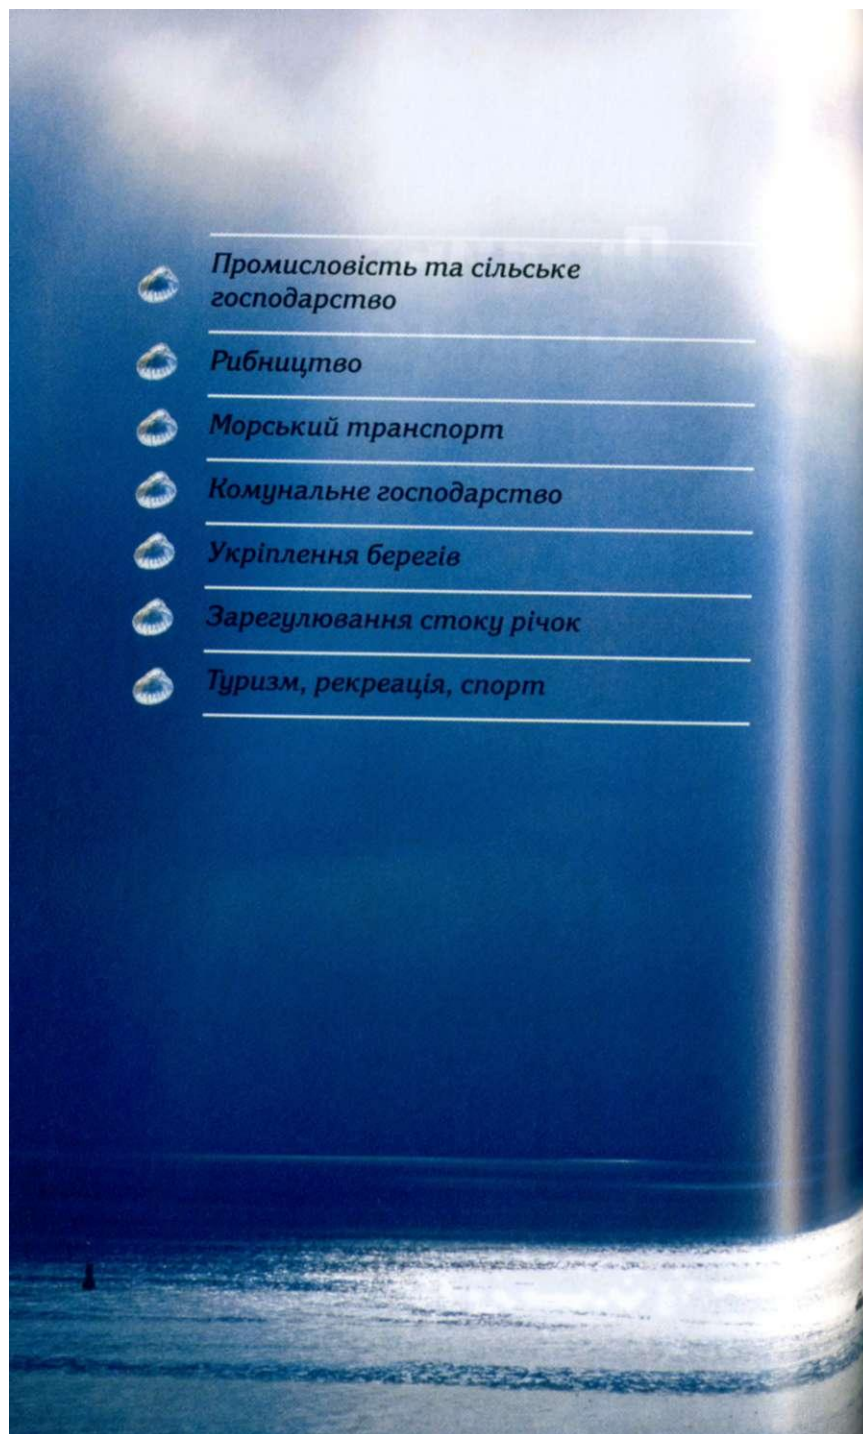 Промисловість та сільське
господарство
Рибництво
Морський транспорт
Комунальне господарство
Укріплення берегів
Зарегулювання стоку річок
Туризм, рекреація, спорт